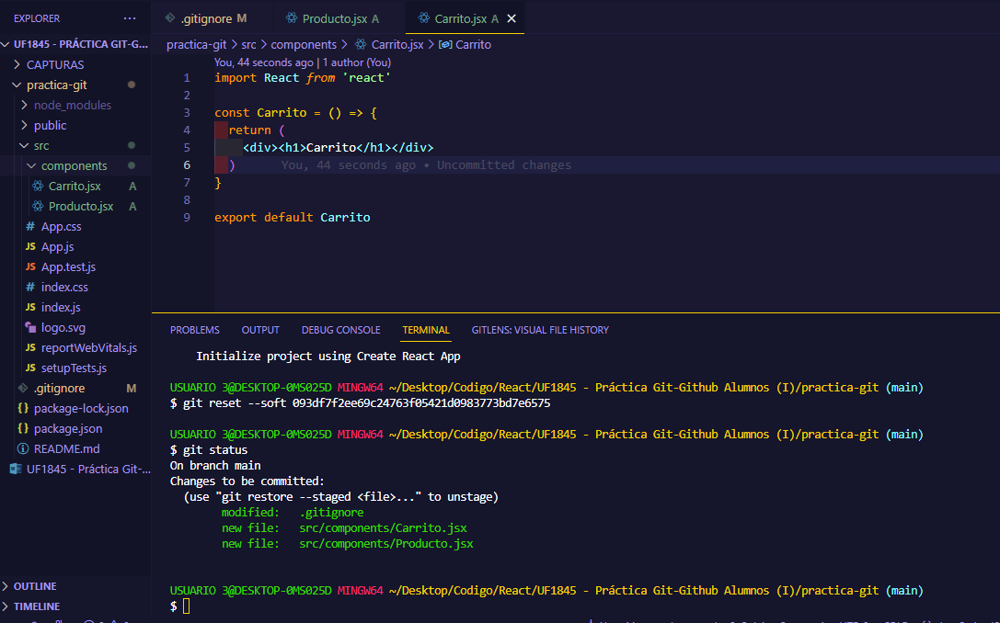 EXPLORER ...
UF1845 - PRÁCTICA GIT-G...
CAPTURAS
practica-git
node_modules
public
src
components
Carrito.jsx A
Producto.jsx A
App.css
App.js
App.test.js
index.css
index.js
logo.svg
reportWebVitals.js
setupTests.js
.gitignore M
package-lock.json
package.json
README.md
UF1845 - Práctica Git-...
OUTLINE
TIMELINE
.gitignore M Producto.jsx A Carrito.jsx A
practica-git > src > components > Carrito.jsx > Carrito
You, 44 seconds ago | 1 author (You)
1 import React from 'react'
2
3 const Carrito = () => {
4 return (
5 <div><h1>Carrito</h1></div>
6 ) You, 44 seconds ago • Uncommitted changes
7 }
8
9 export default Carrito
PROBLEMS OUTPUT DEBUG CONSOLE TERMINAL GITLENS: VISUAL FILE HISTORY
Initialize project using Create React App
USUARIO 3@DESKTOP-0MS025D MINGW64 ~/Desktop/Codigo/React/UF1845 - Práctica Git-Github Alumnos (I)/practica-git (main)
$ git reset --soft 093df7f2ee69c24763f05421d0983773bd7e6575
USUARIO 3@DESKTOP-0MS025D MINGW64 ~/Desktop/Codigo/React/UF1845 - Práctica Git-Github Alumnos (I)/practica-git (main)
$ git status
On branch main
Changes to be committed:
(use "git restore --staged <file>..." to unstage)
modified: .gitignore
new file: src/components/Carrito.jsx
new file: src/components/Producto.jsx
USUARIO 3@DESKTOP-0MS025D MINGW64 ~/Desktop/Codigo/React/UF1845 - Práctica Git-Github Alumnos (I)/practica-git (main)
$